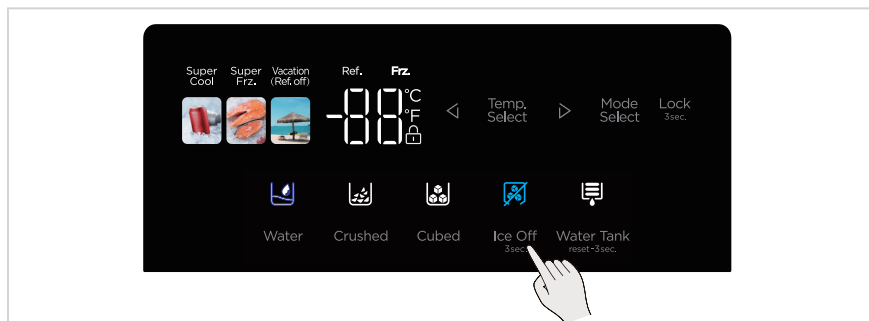 Super Cool
Super Frz.
Vacation (Ref. off)
Ref.
Frz.
-88
°C
°F
Temp. Select
Mode Select
Lock
3sec.
Water
Crushed
Cubed
Ice Off
3sec.
Water Tank
reset-3sec.